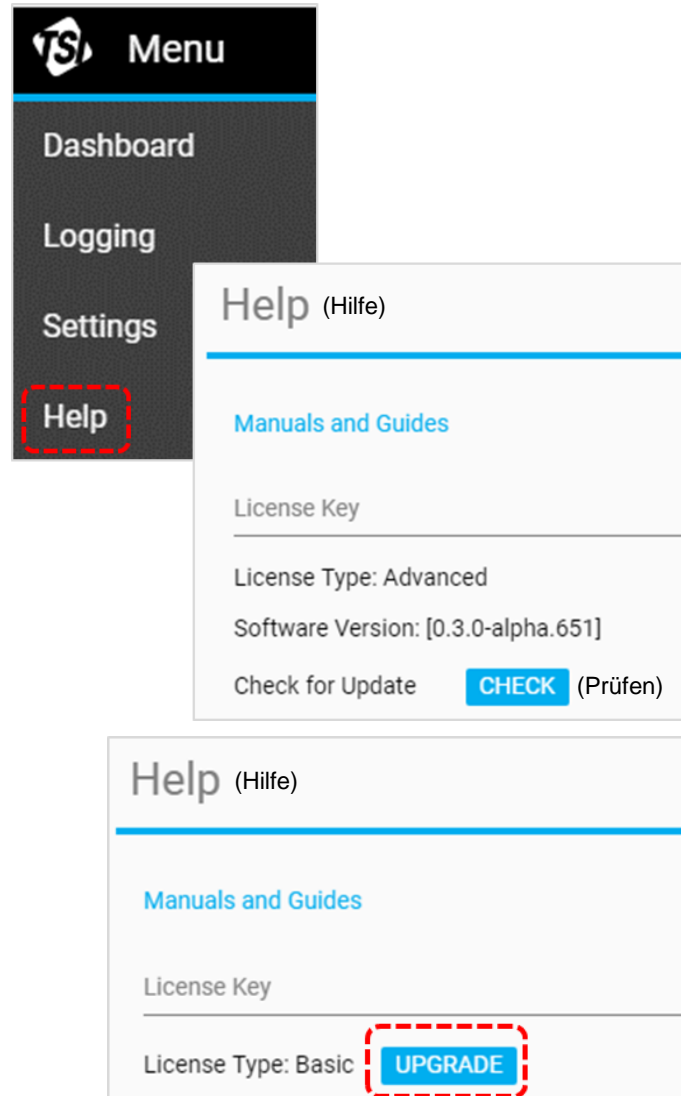 TSI Menu
Dashboard
Logging
Settings
Help
Help (Hilfe)
Manuals and Guides
License Key
License Type: Advanced
Software Version: [0.3.0-alpha.651]
Check for Update CHECK (Prüfen)
Help (Hilfe)
Manuals and Guides
License Key
License Type: Basic UPGRADE